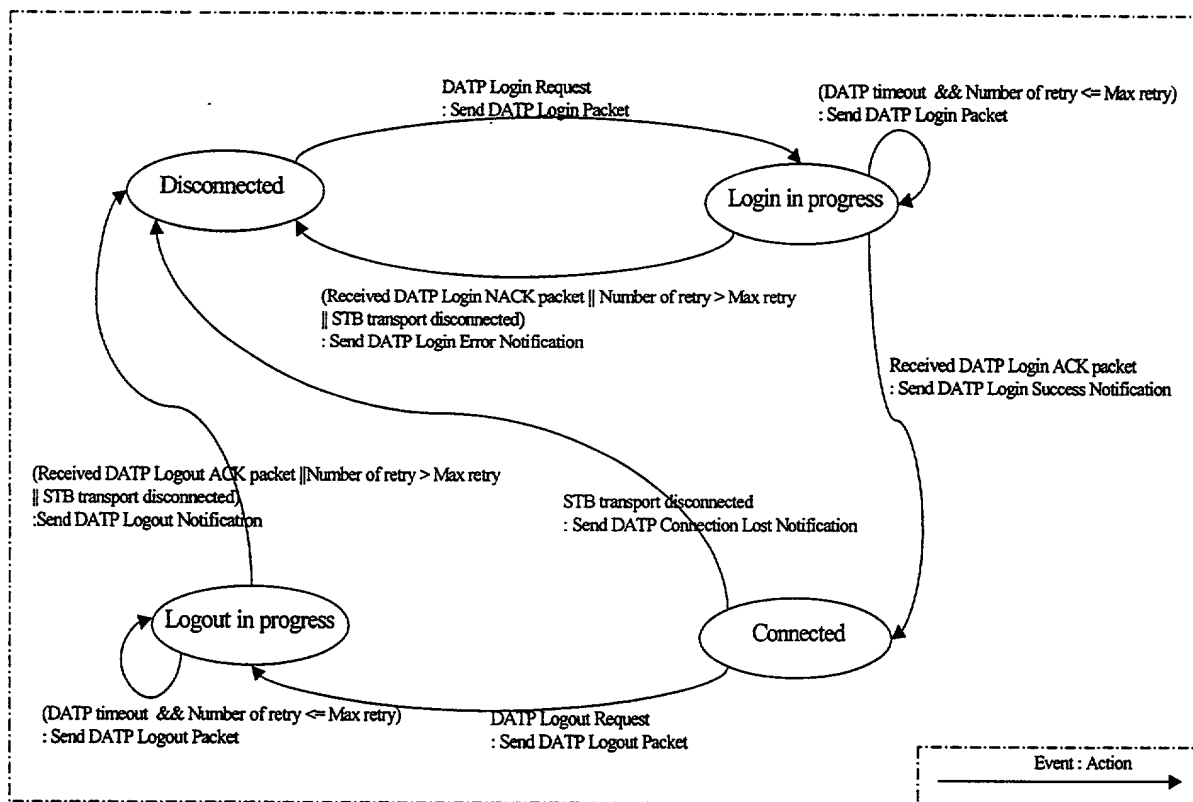 DATP Login Request
: Send DATP Login Packet
(DATP timeout && Number of retry <= Max retry)
: Send DATP Login Packet
Disconnected
Login in progress
(Received DATP Login NACK packet || Number of retry > Max retry
|| STB transport disconnected)
: Send DATP Login Error Notification
Received DATP Login ACK packet
: Send DATP Login Success Notification
(Received DATP Logout ACK packet ||Number of retry > Max retry
|| STB transport disconnected)
:Send DATP Logout Notification
STB transport disconnected
: Send DATP Connection Lost Notification
Logout in progress
Connected
(DATP timeout && Number of retry <= Max retry)
: Send DATP Logout Packet
DATP Logout Request
: Send DATP Logout Packet
Event : Action